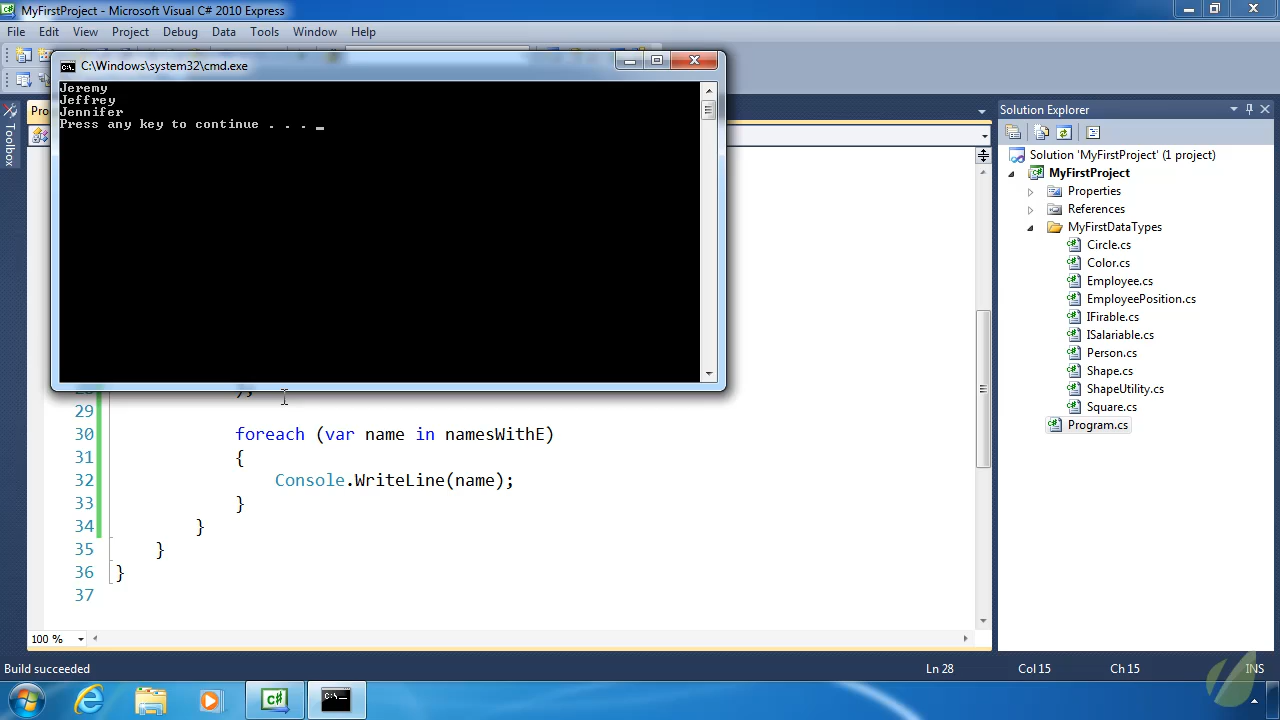 MyFirstProject - Microsoft Visual C# 2010 Express
File Edit View Project Debug Data Tools Window Help
C:\Windows\system32\cmd.exe
Jeremy
Jeffrey
Jennifer
Press any key to continue . . . _
Pro
Toolbox
29
30 foreach (var name in namesWithE)
31 {
32 Console.WriteLine(name);
33 }
34 }
35 }
36 }
37
100 %
Solution Explorer
Solution 'MyFirstProject' (1 project)
MyFirstProject
Properties
References
MyFirstDataTypes
Circle.cs
Color.cs
Employee.cs
EmployeePosition.cs
IFirable.cs
ISalariable.cs
Person.cs
Shape.cs
ShapeUtility.cs
Square.cs
Program.cs
Build succeeded Ln 28 Col 15 Ch 15 INS